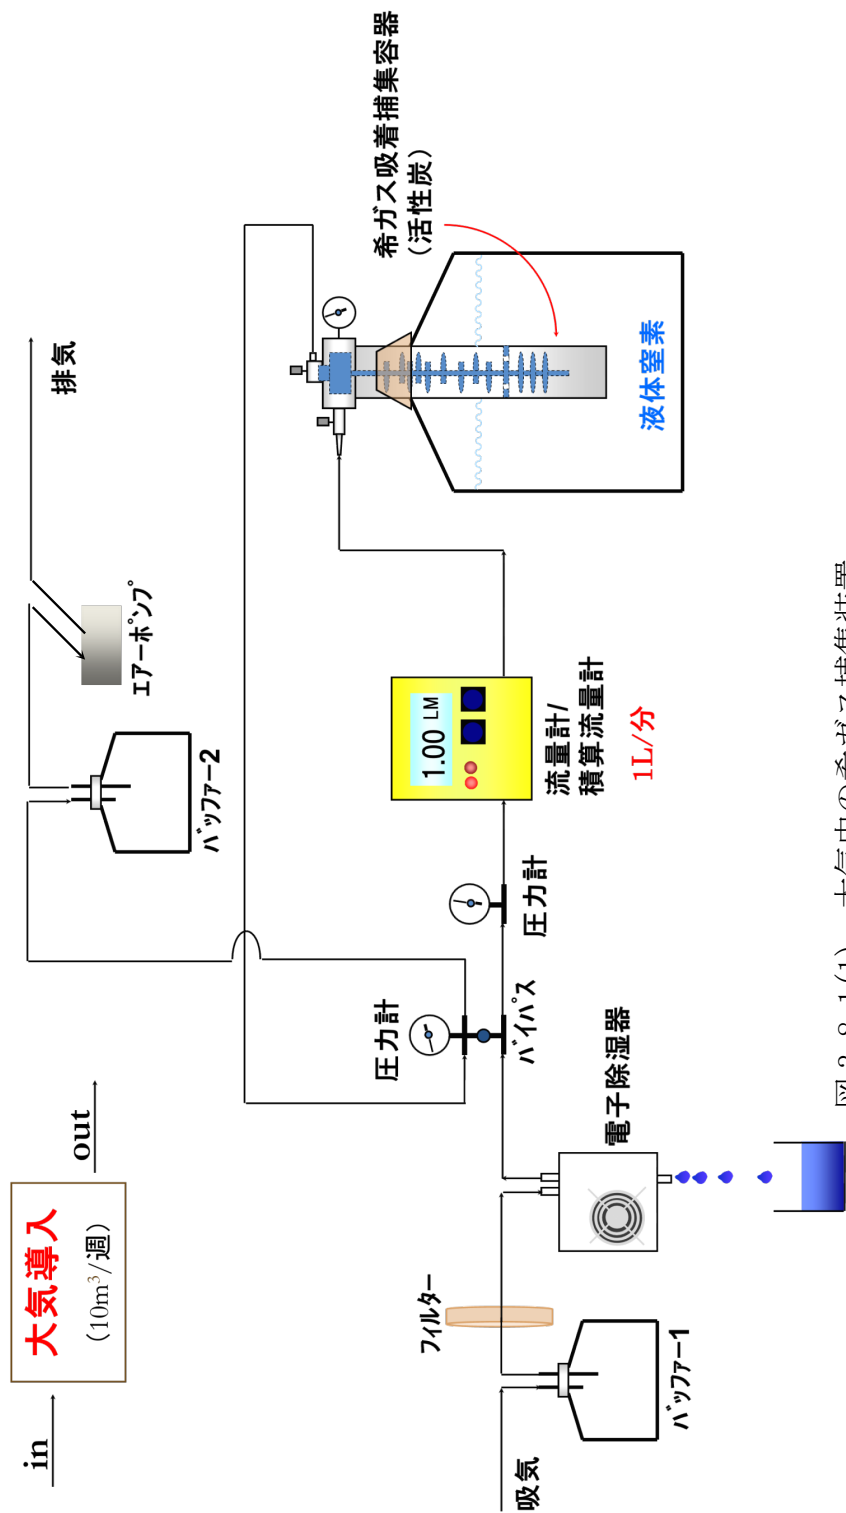 in
大気導入
(10m³/週)
out
排気
エアーポンプ
バッファー2
希ガス吸着捕集容器
(活性炭)
液体窒素
1.00 LM
流量計/
積算流量計
1L/分
圧力計
圧力計
バイパス
電子除湿器
フィルター
バッファー1
吸気